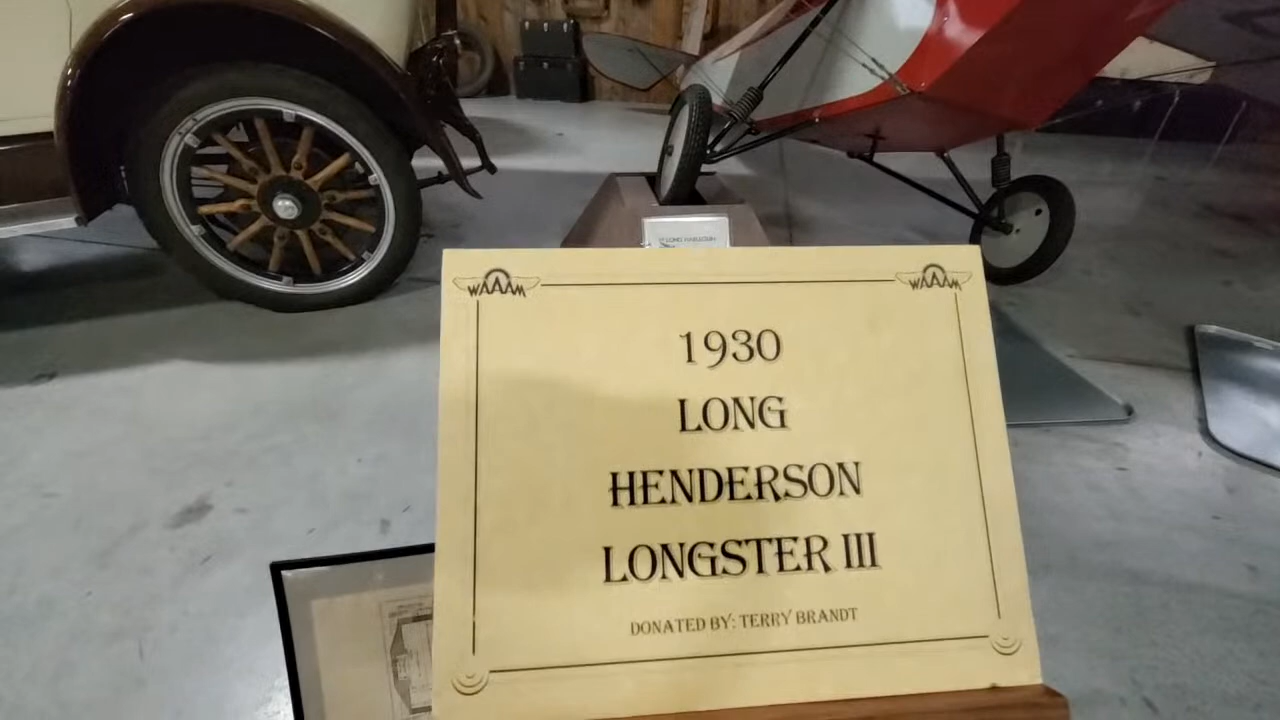 WAAAM
WAAAM
1930
LONG
HENDERSON
LONGSTER III
DONATED BY: TERRY BRANDT